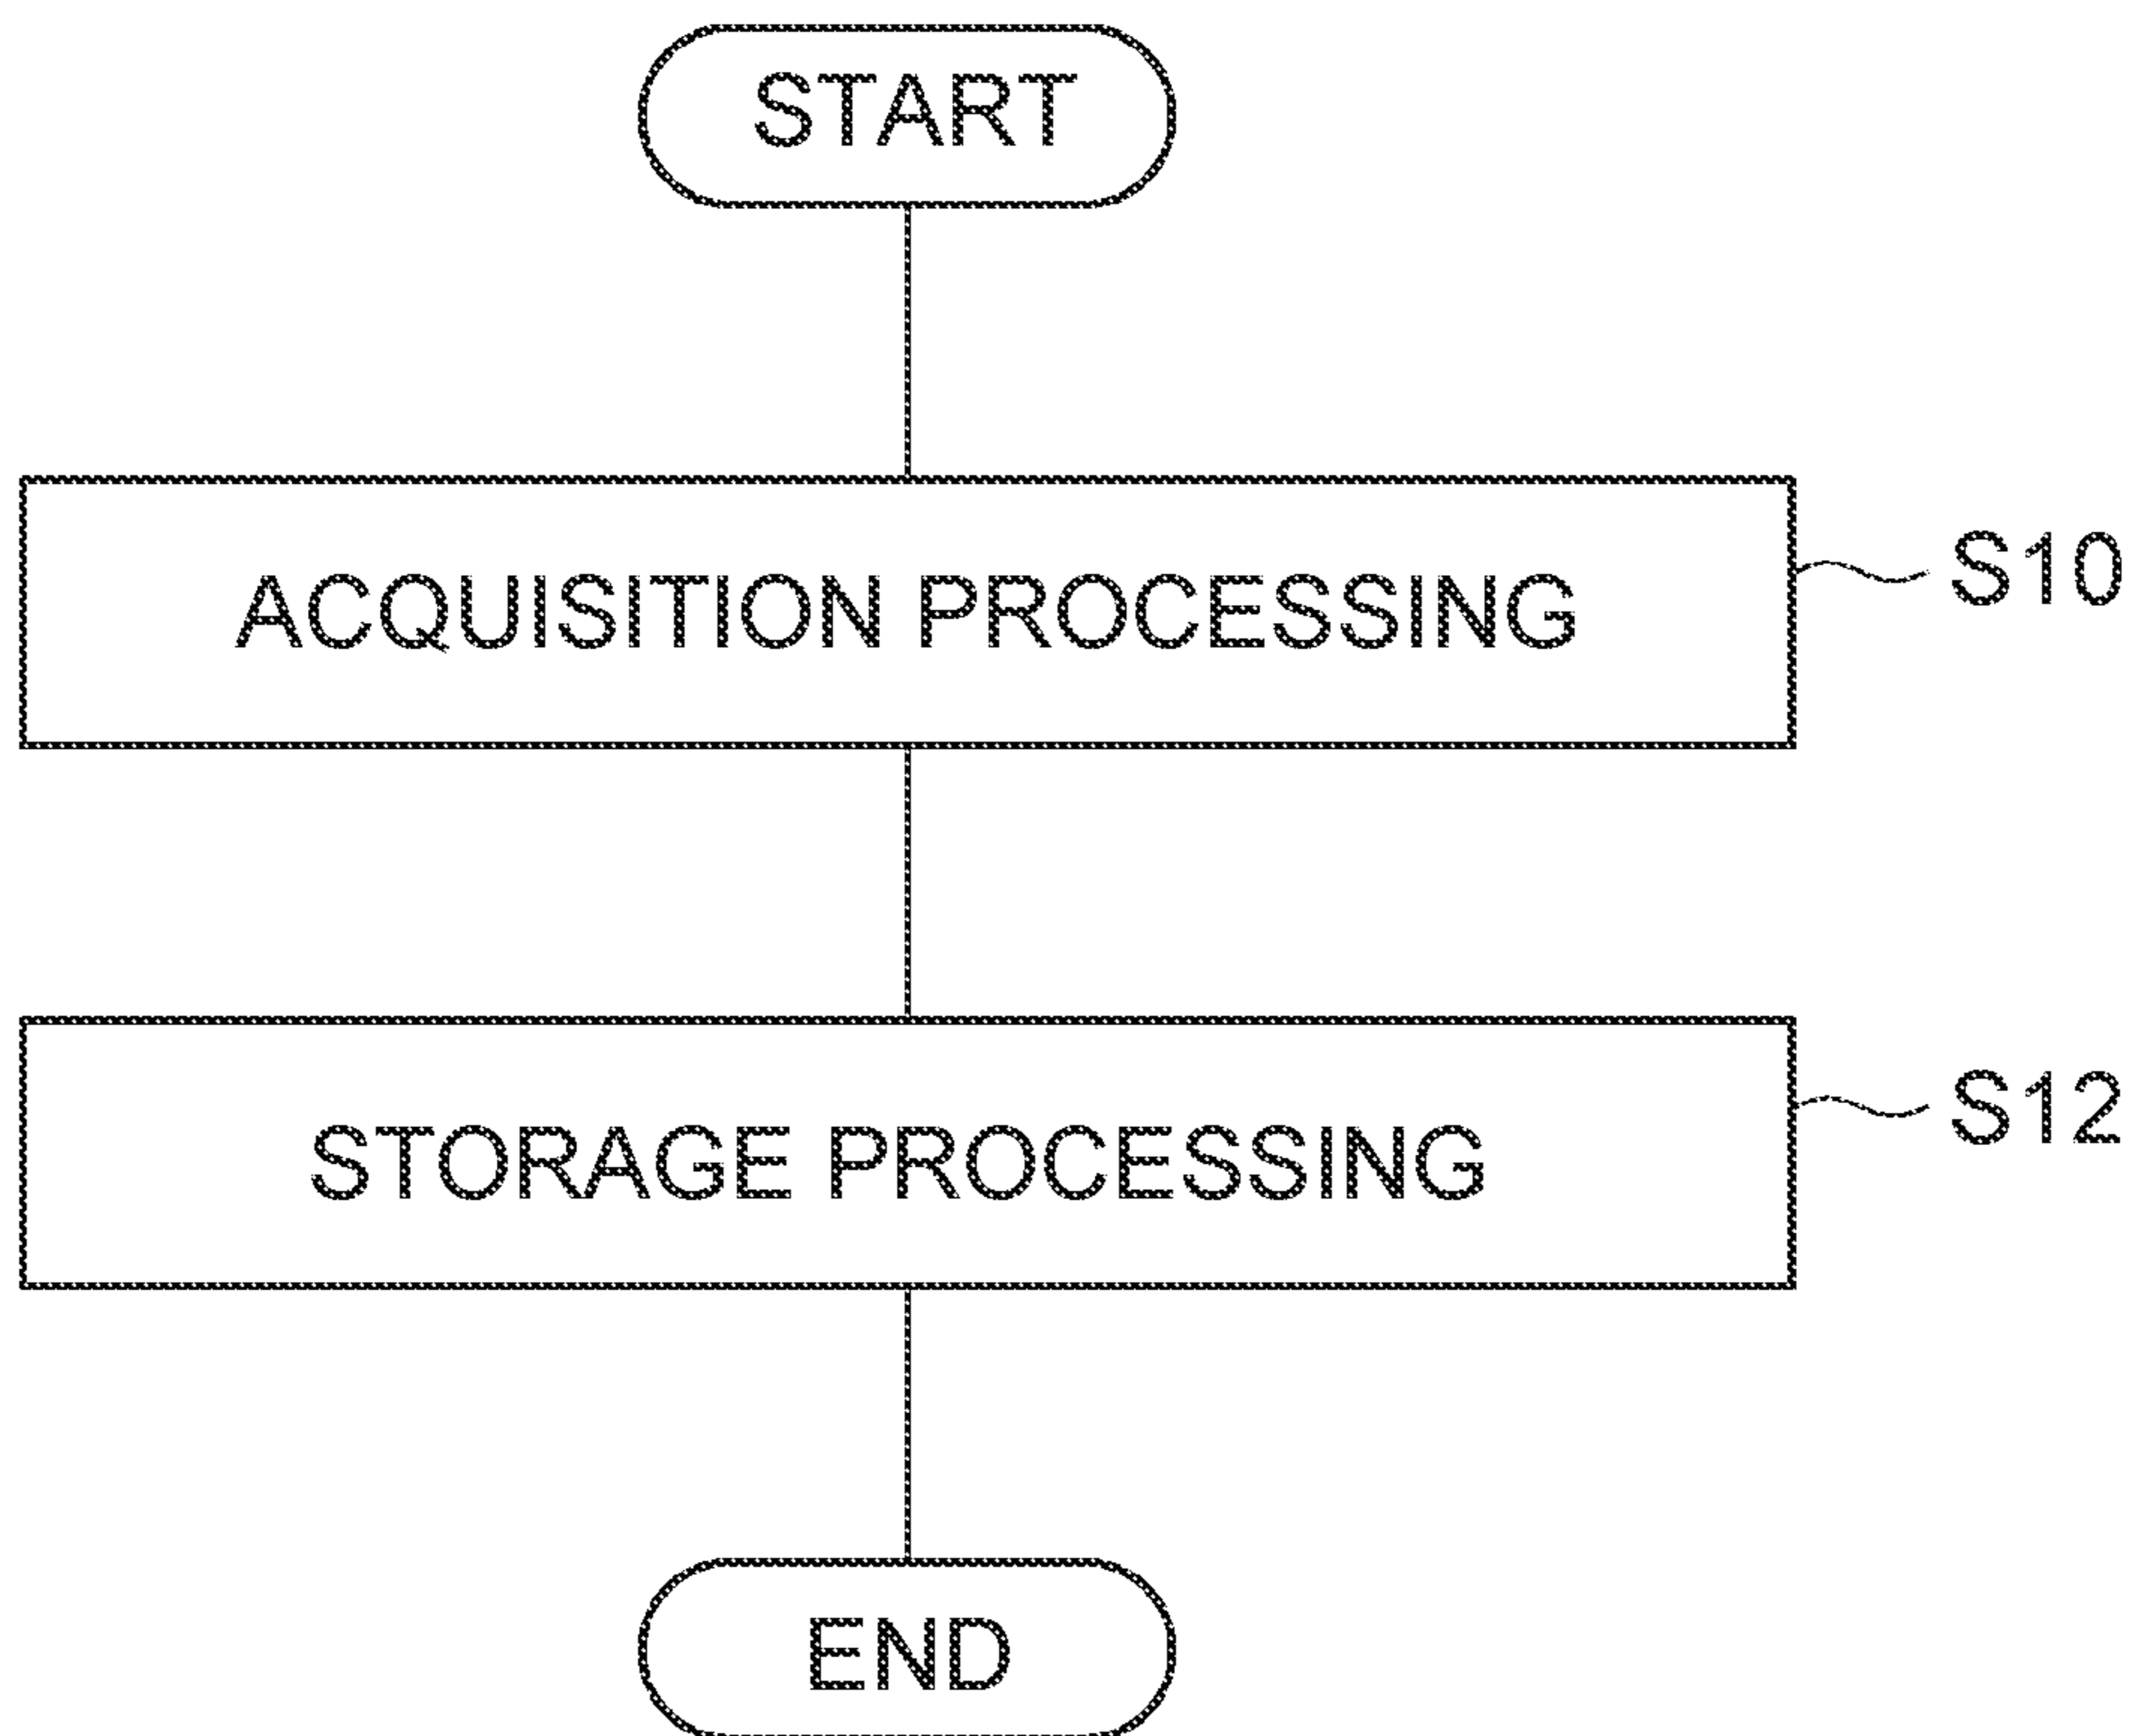 START
ACQUISITION PROCESSING
S10
STORAGE PROCESSING
S12
END